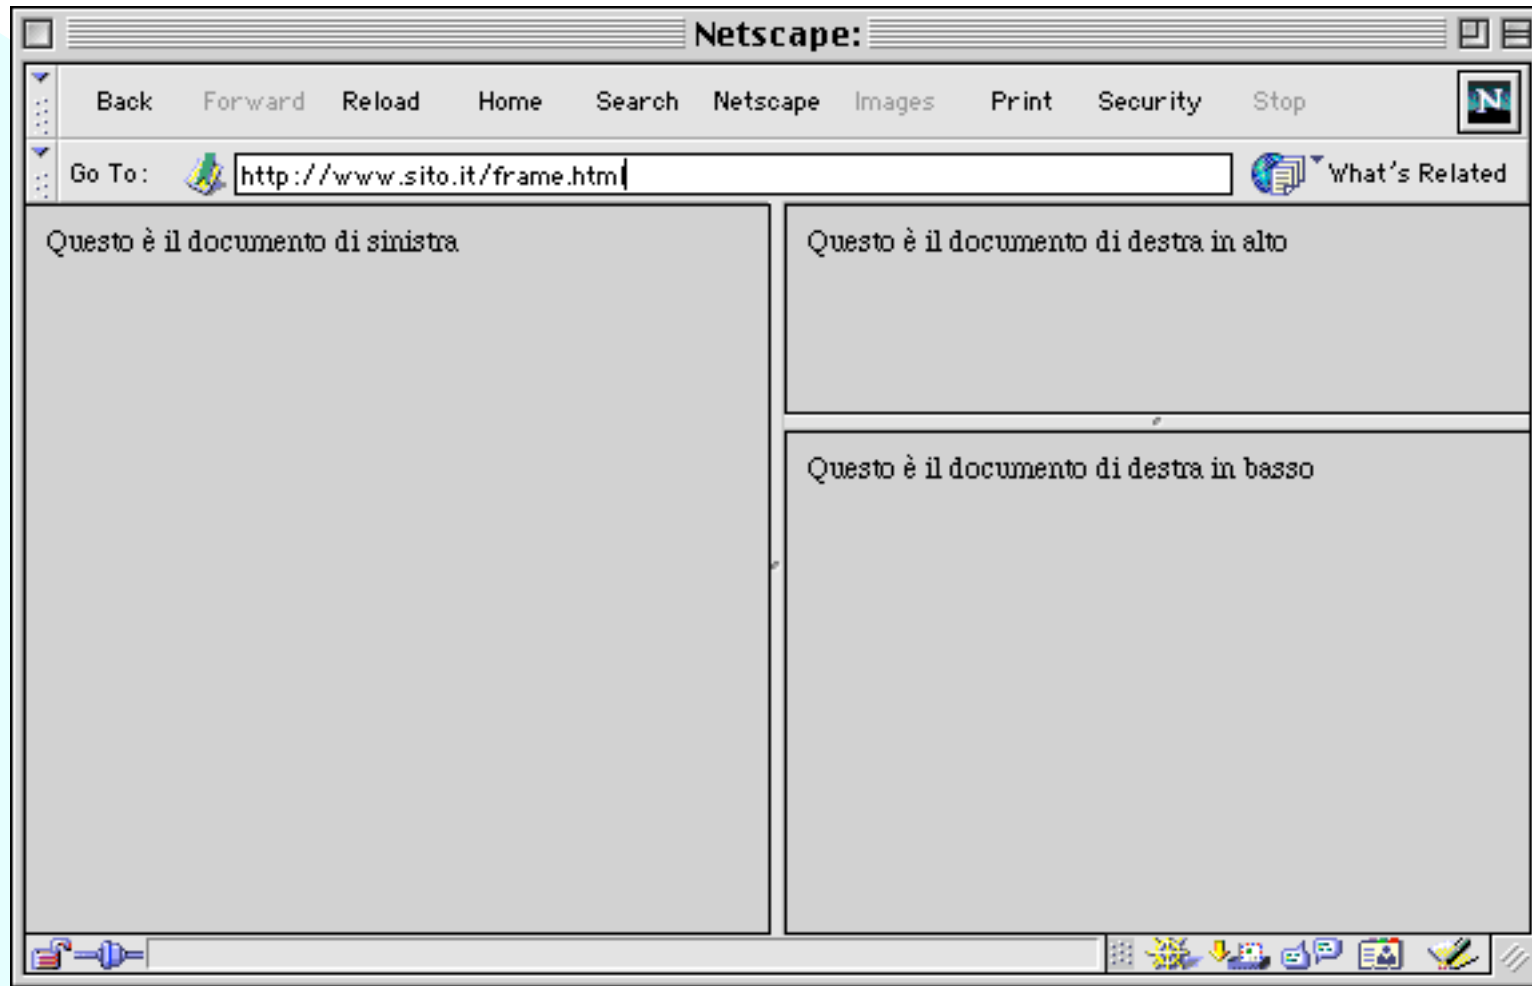 Netscape:
Back Forward Reload Home Search Netscape Images Print Security Stop
N
Go To: http://www.sito.it/frame.html What's Related
Questo è il documento di sinistra
Questo è il documento di destra in alto
Questo è il documento di destra in basso